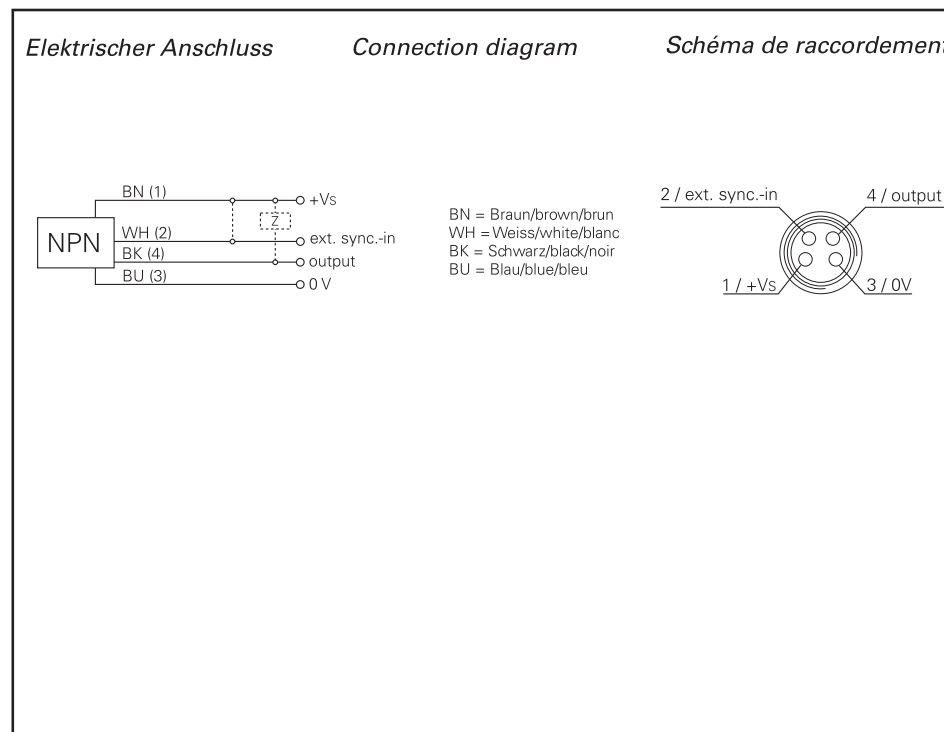 Elektrischer Anschluss
Connection diagram
Schéma de raccordement
BN (1)
+Vs
Z
NPN
WH (2)
ext. sync.-in
BK (4)
output
BU (3)
0 V
BN = Braun/brown/brun
WH = Weiss/white/blanc
BK = Schwarz/black/noir
BU = Blau/blue/bleu
2 / ext. sync.-in
4 / output
1 / +Vs
3 / 0V